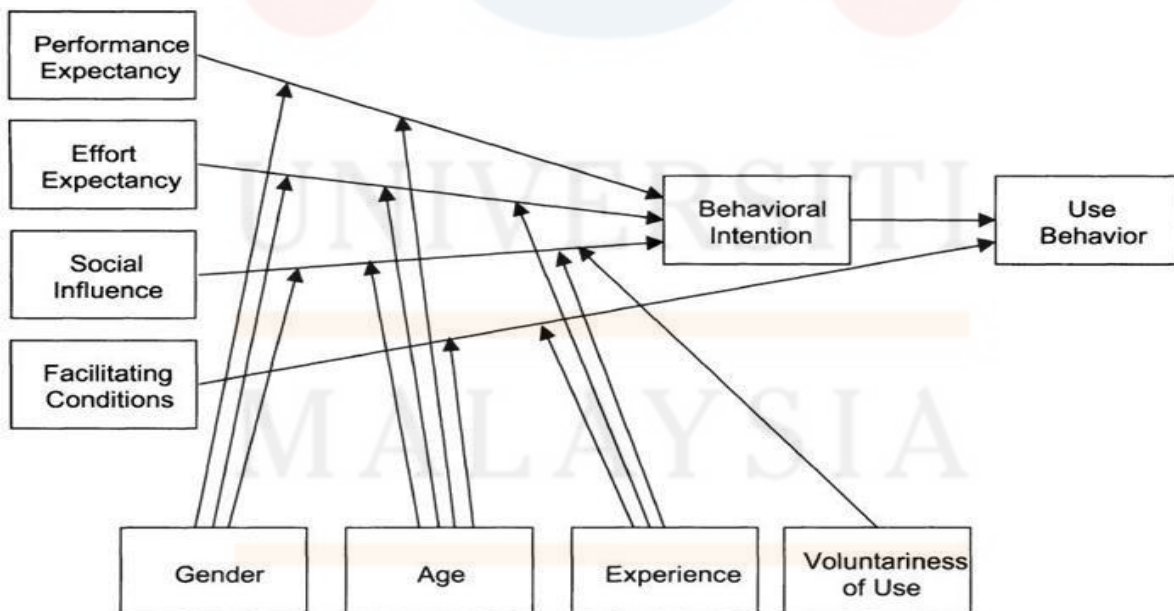 Performance
Expectancy
Effort
Expectancy
Social
Influence
Facilitating
Conditions
Behavioral
Intention
Use
Behavior
UNIVERSITI
MALAYSIA
Gender
Age
Experience
Voluntariness
of Use